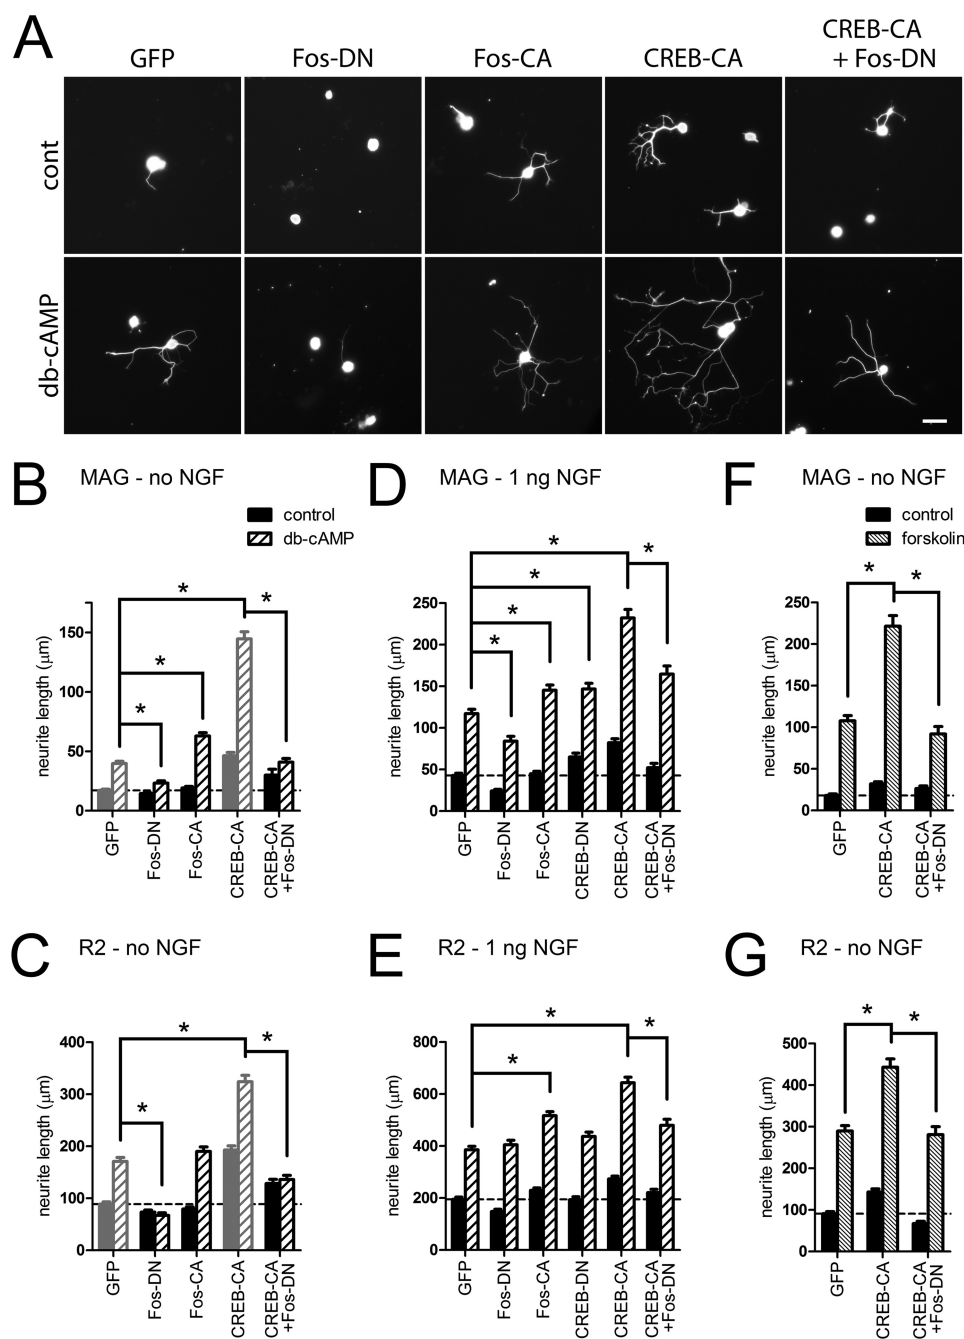 A
GFP
Fos-DN
Fos-CA
CREB-CA
CREB-CA
+ Fos-DN
cont
db-cAMP
B
MAG - no NGF
control
db-cAMP
neurite length (μm)
150
100
50
0
*
*
*
*
GFP
Fos-DN
Fos-CA
CREB-CA
CREB-CA
+Fos-DN
D
MAG - 1 ng NGF
neurite length (μm)
250
200
150
100
50
0
*
*
*
*
*
GFP
Fos-DN
Fos-CA
CREB-DN
CREB-CA
CREB-CA
+Fos-DN
F
MAG - no NGF
control
forskolin
neurite length (μm)
250
200
150
100
50
0
*
*
GFP
CREB-CA
CREB-CA
+Fos-DN
C
R2 - no NGF
neurite length (μm)
400
300
200
100
0
*
*
*
GFP
Fos-DN
Fos-CA
CREB-CA
CREB-CA
+Fos-DN
E
R2 - 1 ng NGF
neurite length (μm)
800
600
400
200
0
*
*
*
GFP
Fos-DN
Fos-CA
CREB-DN
CREB-CA
CREB-CA
+Fos-DN
G
R2 - no NGF
neurite length (μm)
500
400
300
200
100
0
*
*
GFP
CREB-CA
CREB-CA
+Fos-DN